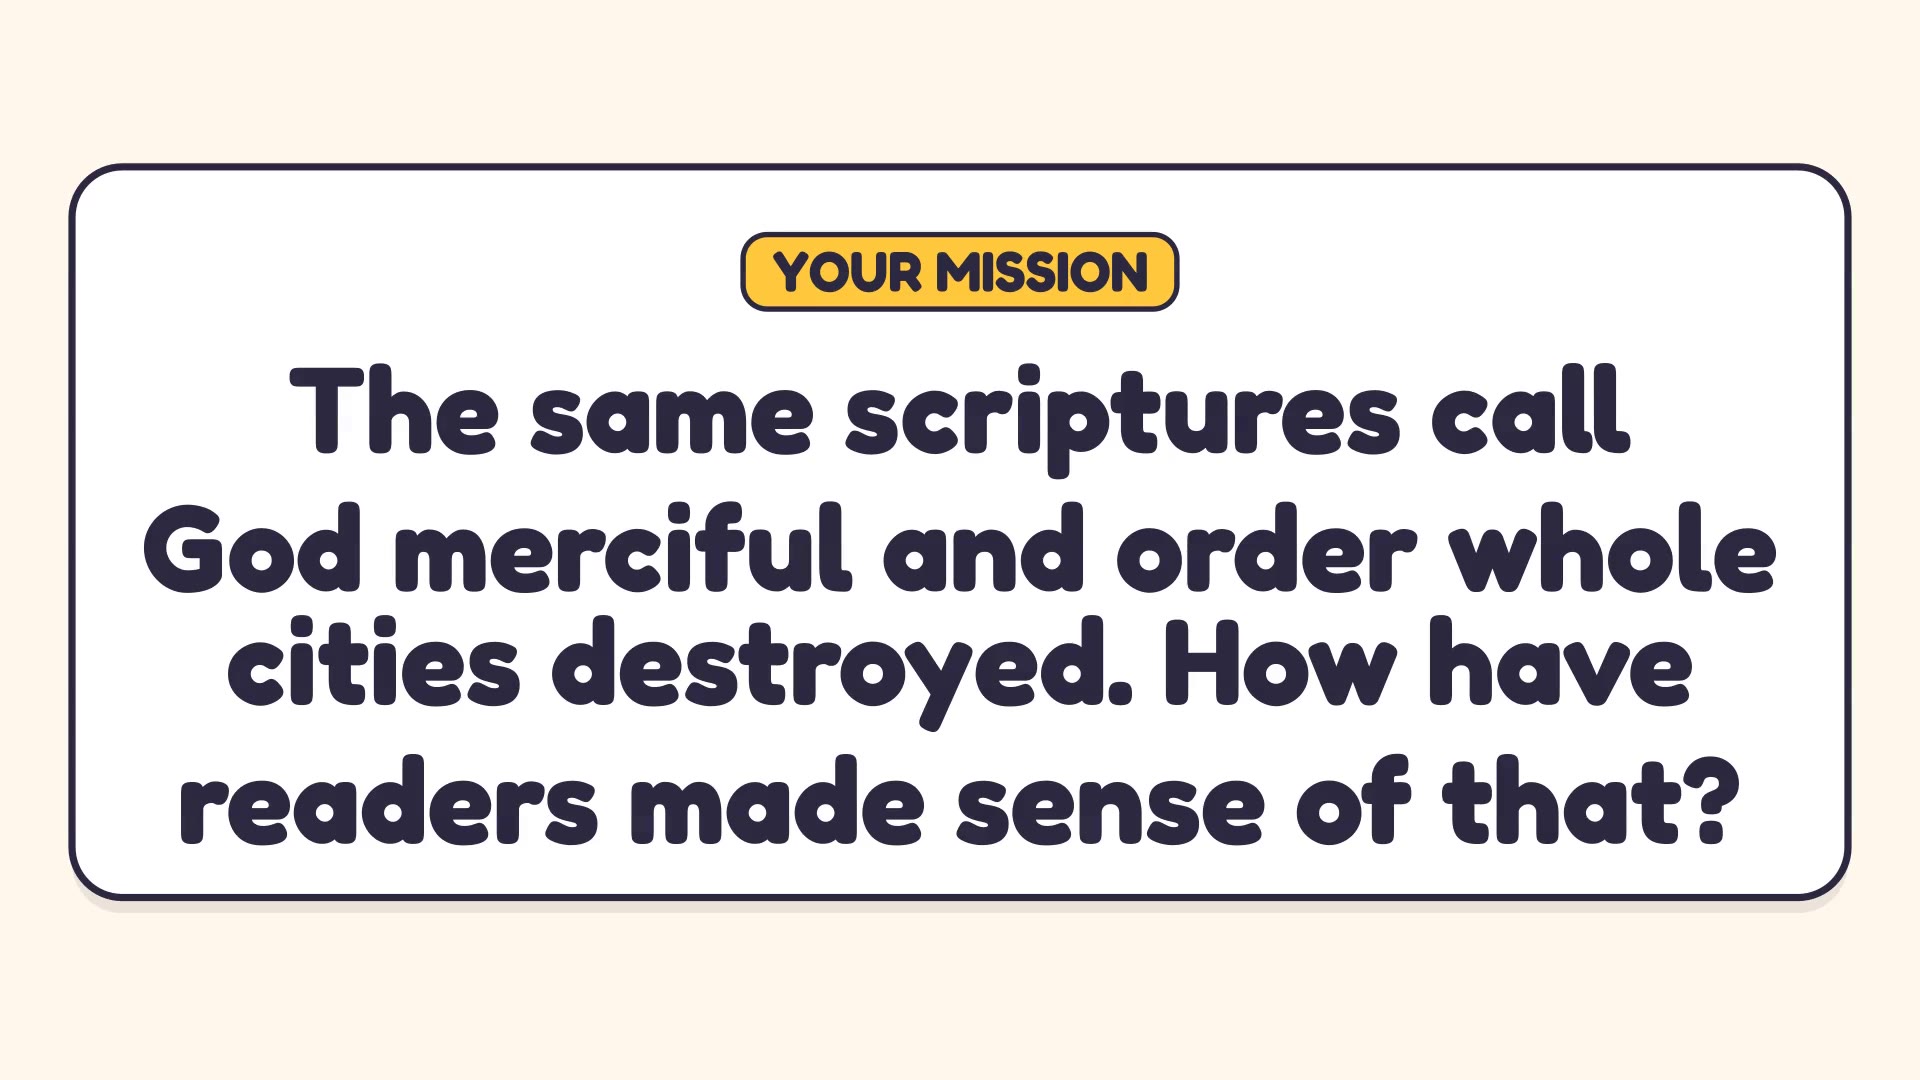 YOUR MISSION
The same scriptures call
God merciful and order whole
cities destroyed. How have
readers made sense of that?